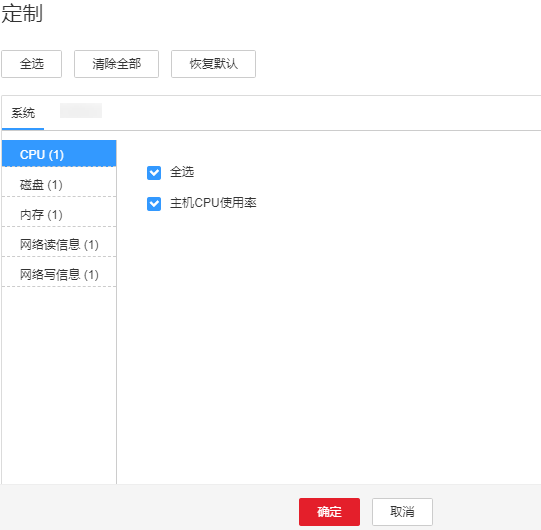 定制
全选 清除全部 恢复默认
系统
CPU (1)
磁盘 (1)
内存 (1)
网络读信息 (1)
网络写信息 (1)
全选
主机CPU使用率
确定 取消